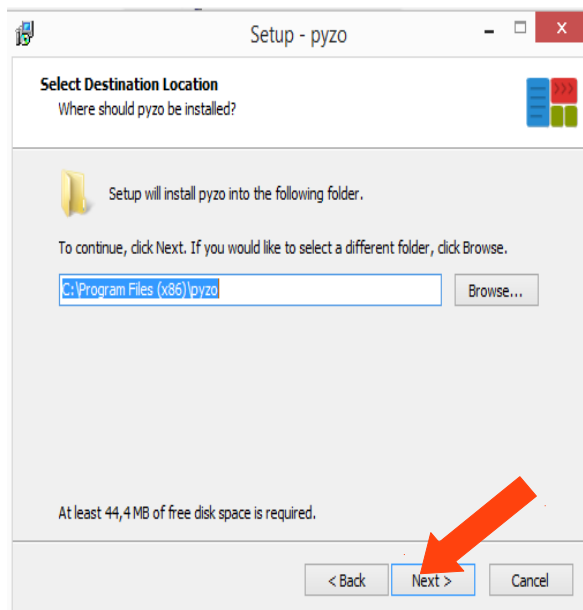 Setup - pyzo
Select Destination Location
Where should pyzo be installed?
Setup will install pyzo into the following folder.
To continue, click Next. If you would like to select a different folder, click Browse.
C:\Program Files (x86)\pyzo
Browse...
At least 44,4 MB of free disk space is required.
< Back Next > Cancel